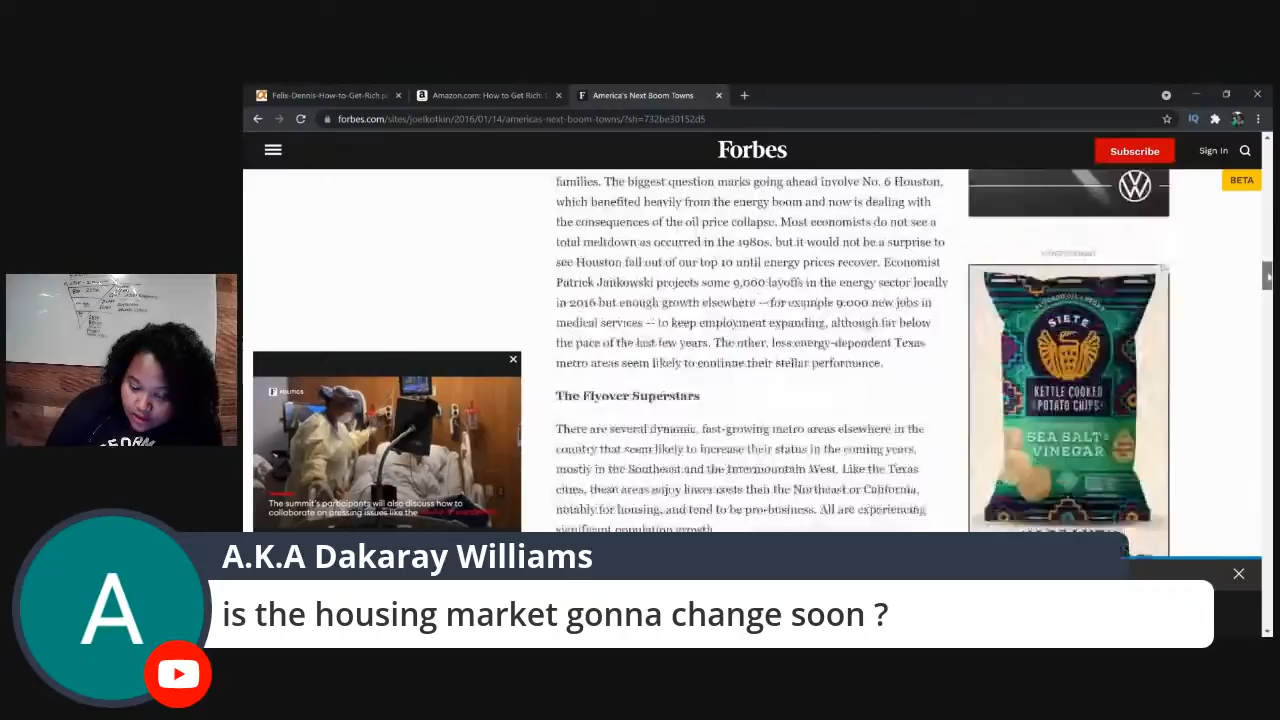 Felix-Dennis-How-to-Get-Rich.p
Amazon.com: How to Get Rich:
America's Next Boom Towns
forbes.com/sites/joelkotkin/2016/01/14/americas-next-boom-towns/?sh=732be30152d5
Forbes
Subscribe
Sign In
BETA
families. The biggest question marks going ahead involve No. 6 Houston,
which benefited heavily from the energy boom and now is dealing with
the consequences of the oil price collapse. Most economists do not see a
total meltdown as occurred in the 1980s, but it would not be a surprise to
see Houston fall out of our top 10 until energy prices recover. Economist
Patrick Jankowski projects some 9,000 layoffs in the energy sector locally
in 2016 but enough growth elsewhere -- for example 9,000 new jobs in
medical services -- to keep employment expanding, although far below
the pace of the last few years. The other, less energy-dependent Texas
metro areas seem likely to continue their stellar performance.
The Flyover Superstars
There are several dynamic, fast-growing metro areas elsewhere in the
country that seem likely to increase their status in the coming years,
mostly in the Southeast and the Intermountain West. Like the Texas
cities, these areas enjoy lower costs than the Northeast or California,
notably for housing, and tend to be pro-business. All are experiencing
significant population growth
F POLITICS
The summit's participants will also discuss how to
collaborate on pressing issues like the
SIETE
KETTLE COOKED
POTATO CHIPS
SEA SALT &
VINEGAR
A
A.K.A Dakaray Williams
is the housing market gonna change soon ?